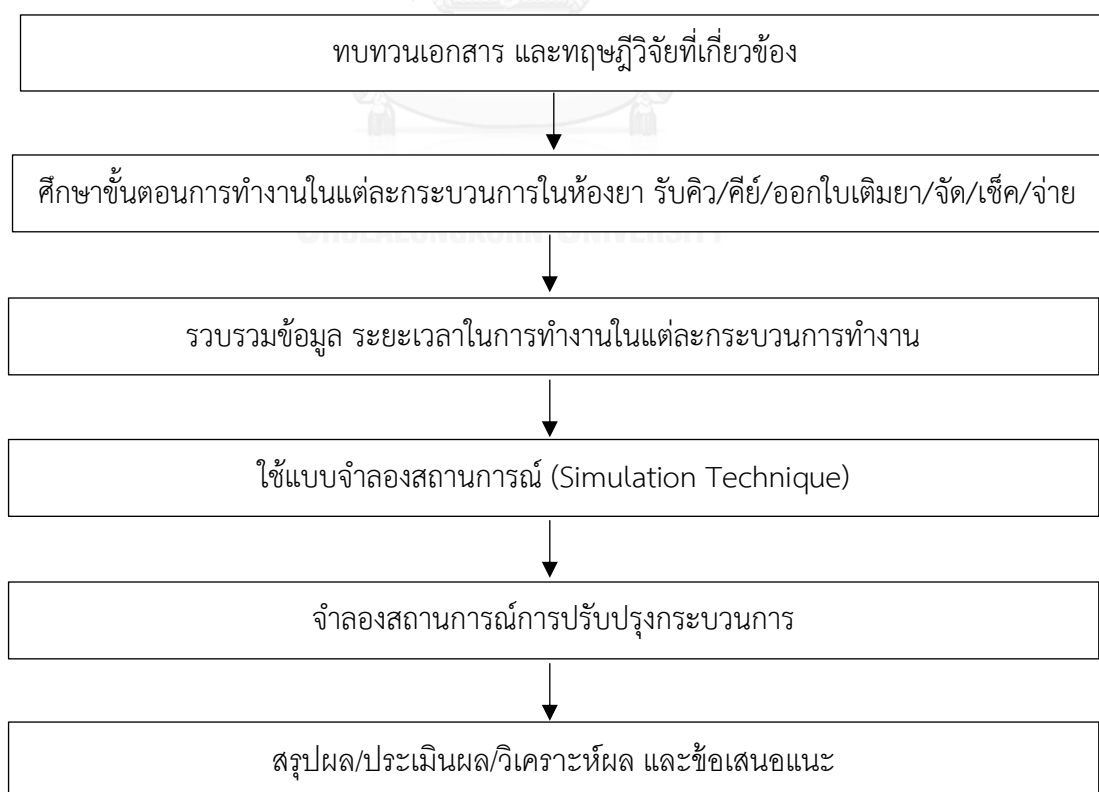 ทบทวนเอกสาร และทฤษฎีวิจัยที่เกี่ยวข้อง
ศึกษาขั้นตอนการทำงานในแต่ละกระบวนการในห้องยา รับคิว/คีย์/ออกใบเติมยา/จัด/เช็ค/จ่าย
CHULALONGKORN UNIVERSITY
รวบรวมข้อมูล ระยะเวลาในการทำงานในแต่ละกระบวนการทำงาน
ใช้แบบจำลองสถานการณ์ (Simulation Technique)
จำลองสถานการณ์การปรับปรุงกระบวนการ
สรุปผล/ประเมินผล/วิเคราะห์ผล และข้อเสนอแนะ